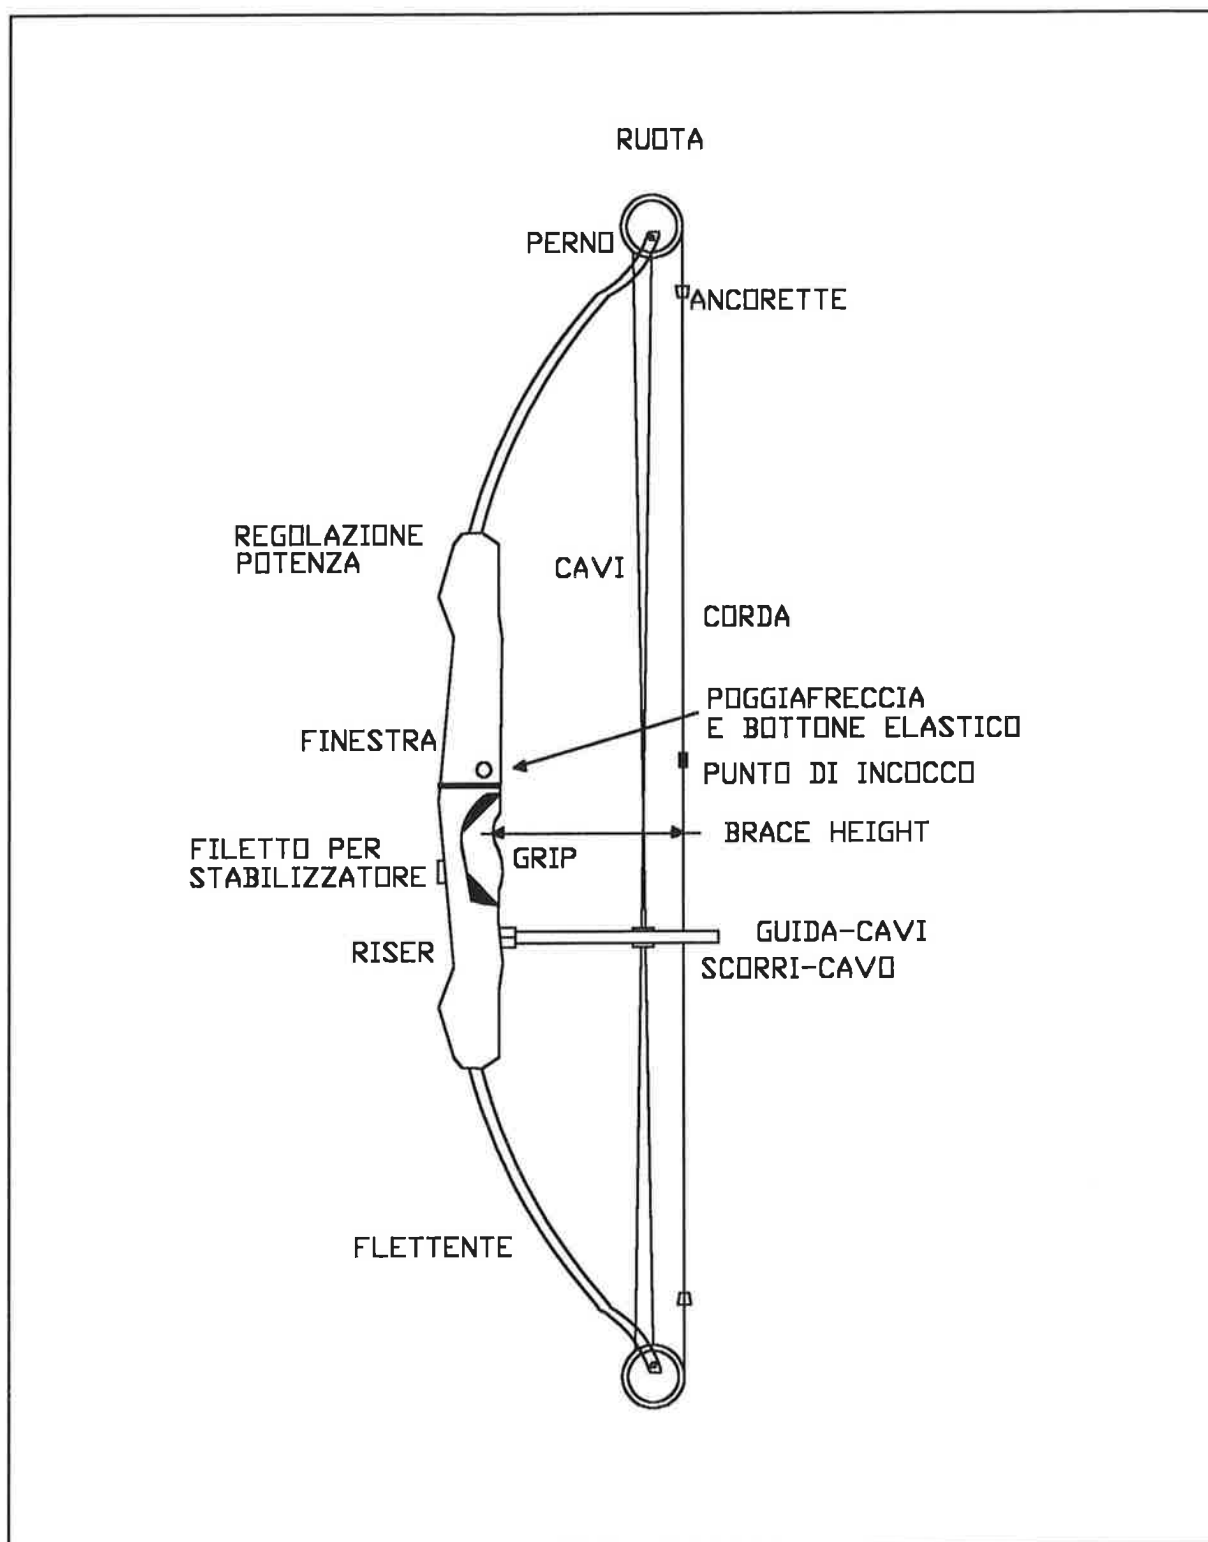 RUOTA
PERNO
ANCORETTE
REGOLAZIONE
POTENZA
CAVI
CORDA
POGGIAFRECCIA
E BOTTONE ELASTICO
FINESTRA
PUNTO DI INCOCCO
BRACE HEIGHT
FILETTO PER
STABILIZZATORE
GRIP
GUIDA-CAVI
RISER
SCORRI-CAVO
FLETTENTE